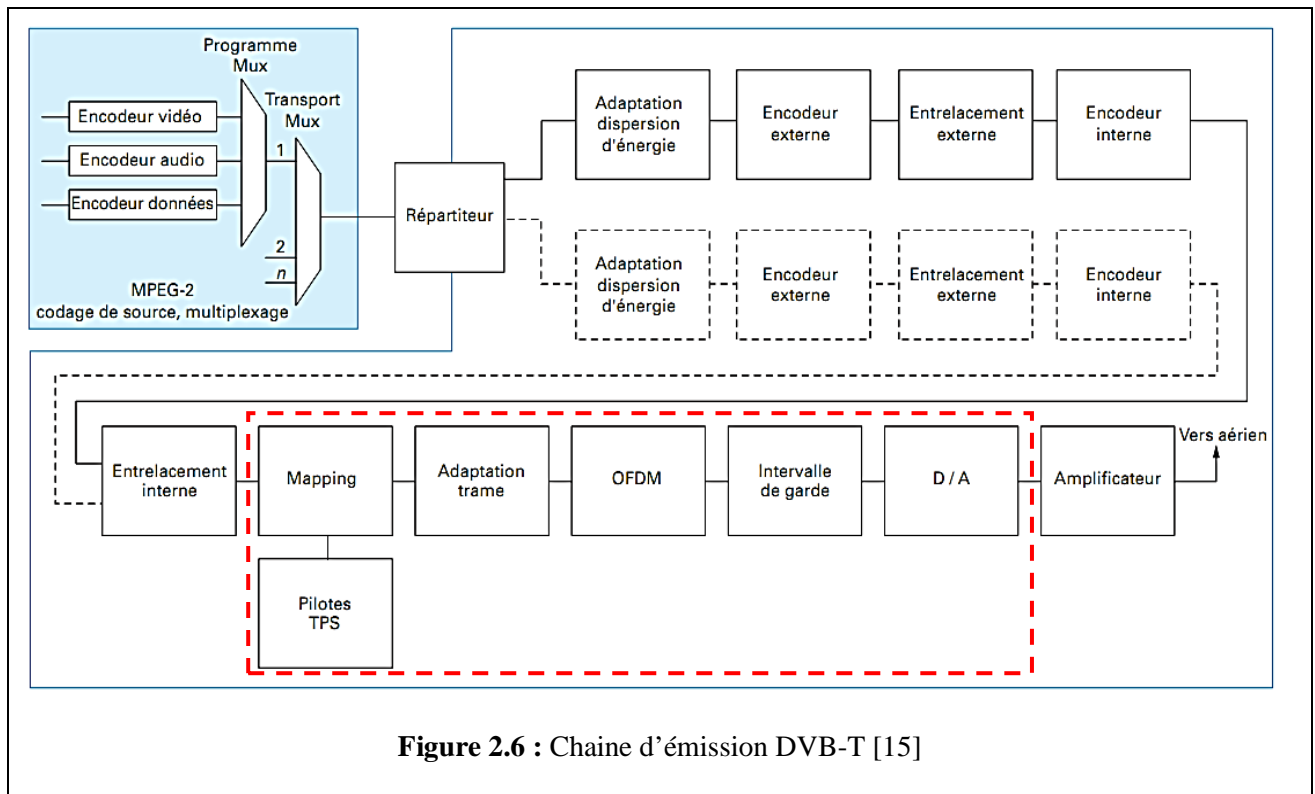 Programme
Mux
Encodeur vidéo
Encodeur audio
Encodeur données
Transport
Mux
1
2
n
MPEG-2
codage de source, multiplexage
Répartiteur
Adaptation
dispersion
d'énergie
Encodeur
externe
Entrelacement
externe
Encodeur
interne
Adaptation
dispersion
d'énergie
Encodeur
externe
Entrelacement
externe
Encodeur
interne
Entrelacement
interne
Mapping
Adaptation
trame
OFDM
Intervalle
de garde
D / A
Amplificateur
Vers aérien
Pilotes
TPS
Figure 2.6 : Chaine d’émission DVB-T [15]